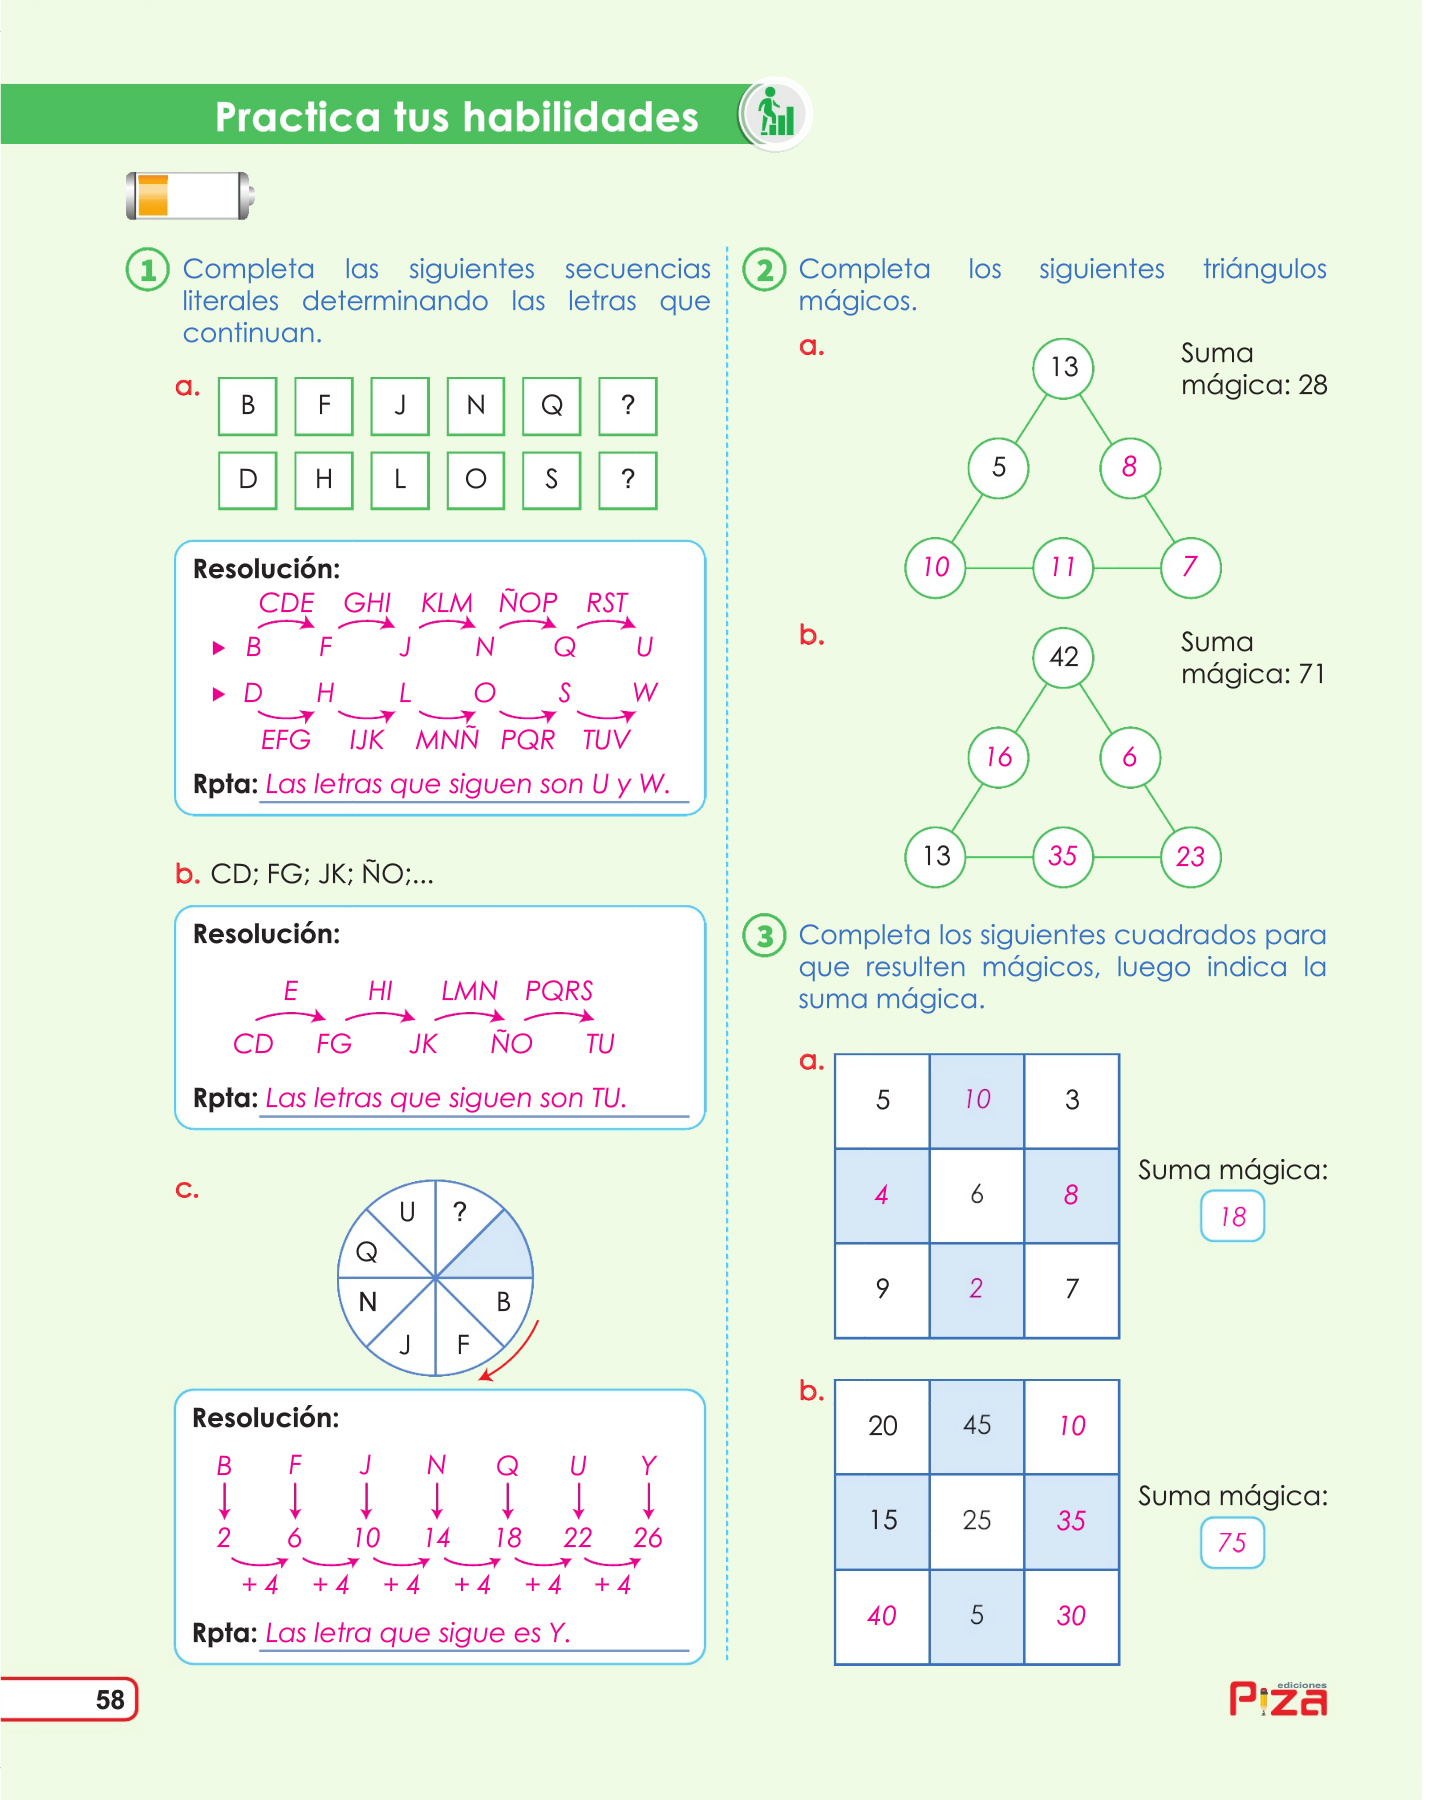 Practica tus habilidades
1 Completa las siguientes secuencias
literales determinando las letras que
continuan.
a. B F J N Q ?
D H L O S ?
Resolución:
CDE GHI KLM ÑOP RST
B F J N Q U
D H L O S W
EFG IJK MNÑ PQR TUV
Rpta: Las letras que siguen son U y W.
b. CD; FG; JK; ÑO;...
Resolución:
E HI LMN PQRS
CD FG JK ÑO TU
Rpta: Las letras que siguen son TU.
c.
U ?
Q
N B
J F
Resolución:
B F J N Q U Y
2 6 10 14 18 22 26
+ 4 + 4 + 4 + 4 + 4 + 4
Rpta: Las letra que sigue es Y.
2 Completa los siguientes triángulos
mágicos.
a.
Suma
mágica: 28
13
5 8
10 11 7
b.
Suma
mágica: 71
42
16 6
13 35 23
3 Completa los siguientes cuadrados para
que resulten mágicos, luego indica la
suma mágica.
a.
5 10 3
4 6 8
9 2 7
Suma mágica:
18
b.
20 45 10
15 25 35
40 5 30
Suma mágica:
75
58
ediciones
Piza